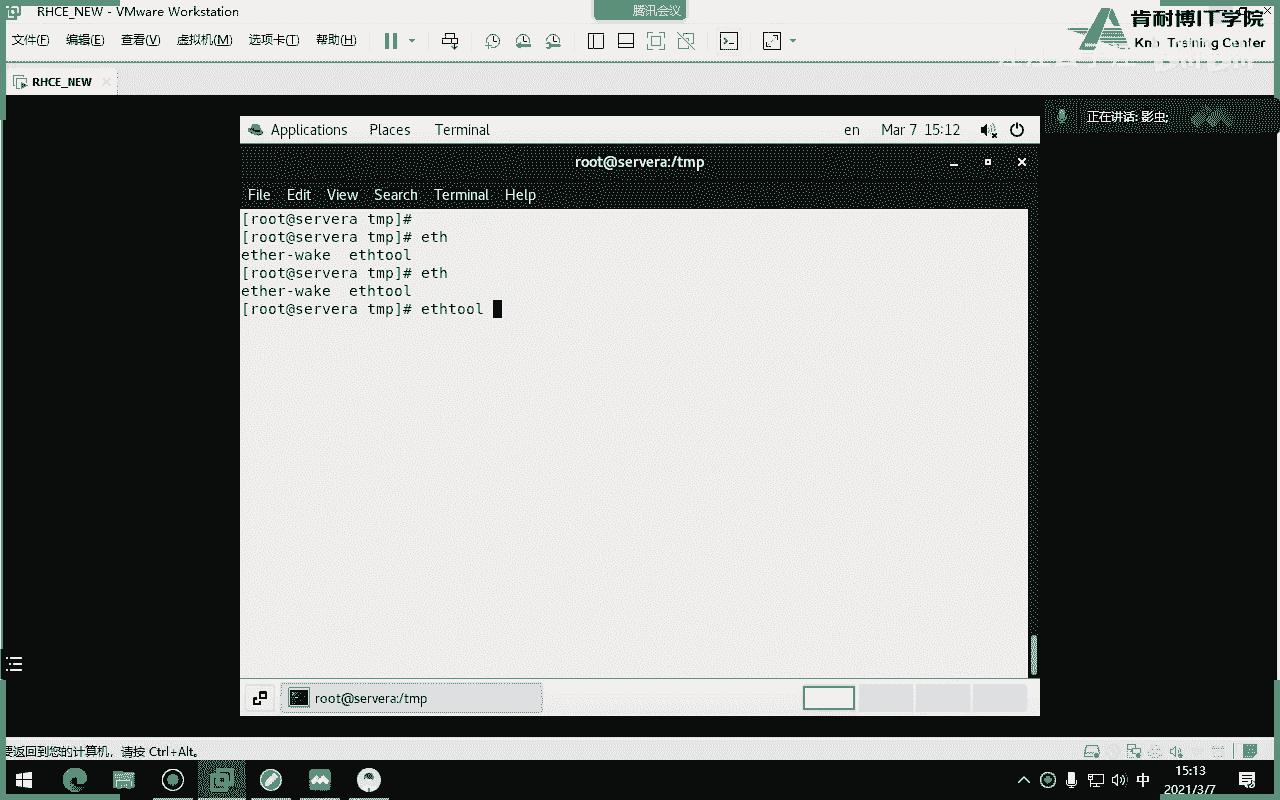 RHCE_NEW - VMware Workstation
腾讯会议
肯耐博IT学院
Knb Training Center
文件(F) 编辑(E) 查看(V) 虚拟机(M) 选项卡(T) 帮助(H)
RHCE_NEW
正在讲话: 影虫;
Applications Places Terminal en Mar 7 15:12
root@servera:/tmp
File Edit View Search Terminal Help
[root@servera tmp]#
[root@servera tmp]# eth
ether-wake ethtool
[root@servera tmp]# eth
ether-wake ethtool
[root@servera tmp]# ethtool
root@servera:/tmp
要返回到您的计算机，请按 Ctrl+Alt。
中
15:13
2021/3/7